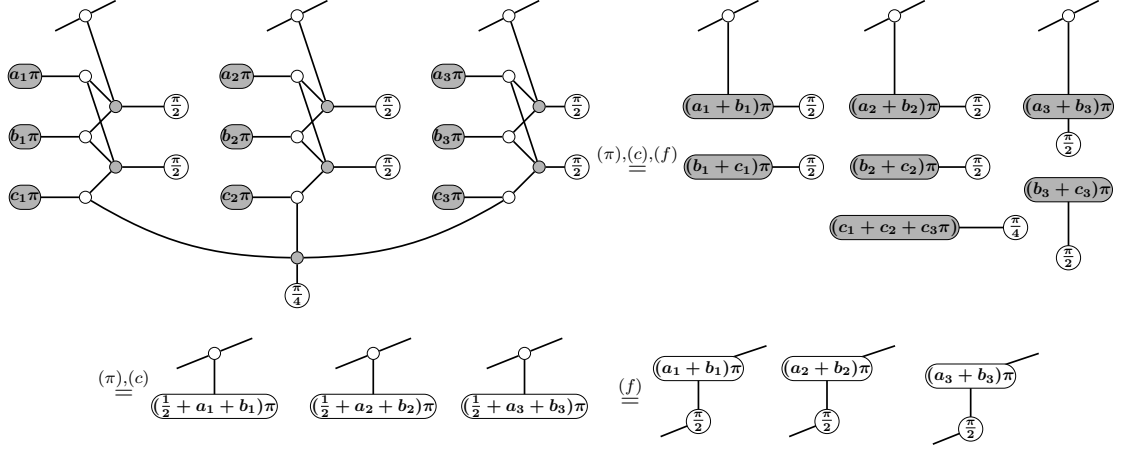 a₁π a₂π a₃π (a₁ + b₁)π π/2 (a₂ + b₂)π π/2 (a₃ + b₃)π
π/2 π/2 π/2 π/2
b₁π b₂π b₃π
(π),(c),(f)
=
π/2 π/2 π/2 (b₁ + c₁)π π/2 (b₂ + c₂)π π/2
c₁π c₂π c₃π (b₃ + c₃)π
(c₁ + c₂ + c₃π) π/4
π/4 π/2
(π),(c)
=
(½ + a₁ + b₁)π (½ + a₂ + b₂)π (½ + a₃ + b₃)π
(f)
=
(a₁ + b₁)π (a₂ + b₂)π (a₃ + b₃)π
π/2 π/2 π/2